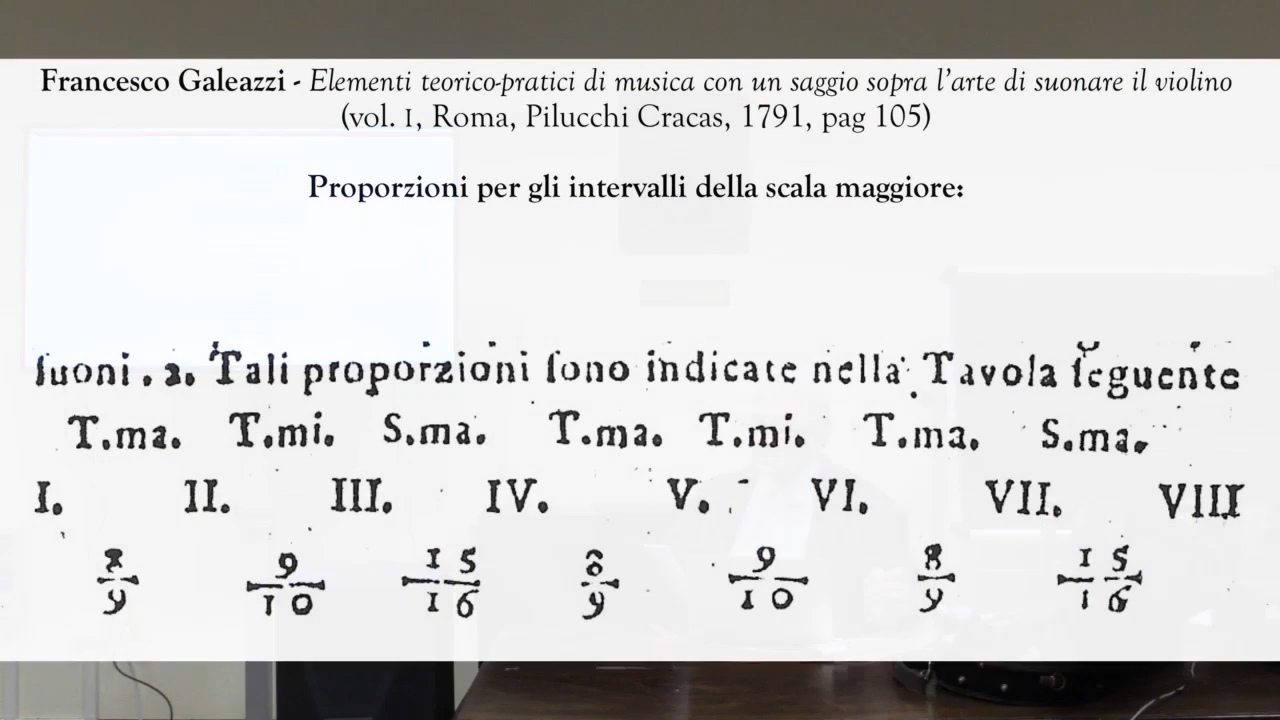 Francesco Galeazzi - Elementi teorico-pratici di musica con un saggio sopra l'arte di suonare il violino
(vol. I, Roma, Pilucchi Cracas, 1791, pag 105)
Proporzioni per gli intervalli della scala maggiore:
ſuoni . 2. Tali proporzioni ſono indicate nella Tavola ſeguente
T.ma. T.mi. S.ma. T.ma. T.mi. T.ma. S.ma.
I. II. III. IV. V. VI. VII. VIII
8/9 9/10 15/16 8/9 9/10 8/9 15/16